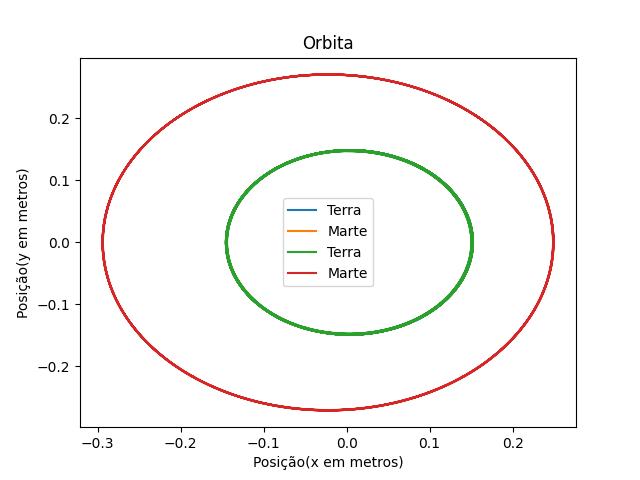 Orbita
0.2
0.1
0.0
−0.1
−0.2
Posição(y em metros)
Terra
Marte
Terra
Marte
−0.3
−0.2
−0.1
0.0
0.1
0.2
Posição(x em metros)